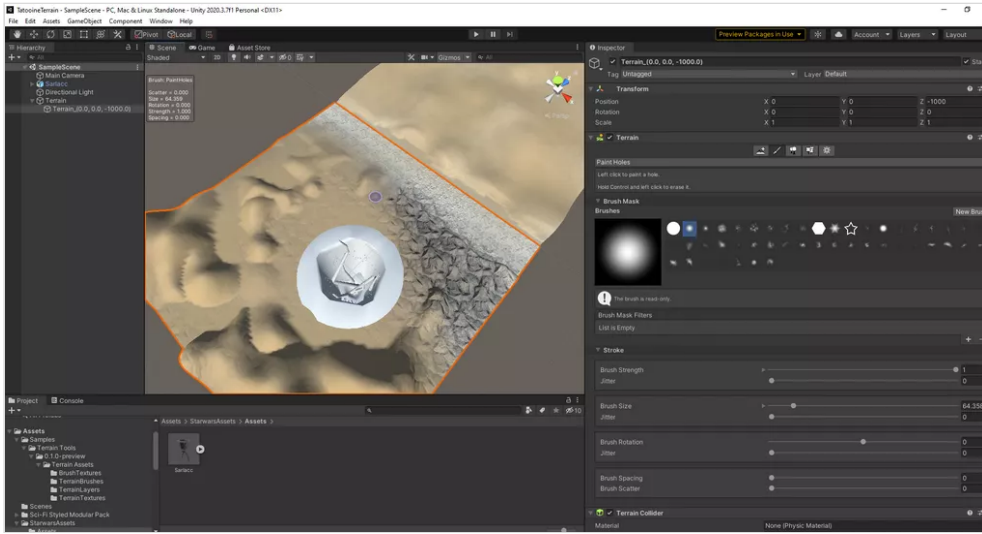 TatooineTerrain - SampleScene - PC, Mac & Linux Standalone - Unity 2020.3.7f1 Personal <DX11>
File Edit Assets GameObject Component Window Help
Pivot Local Preview Packages in Use Account Layers Layout
Hierarchy Scene Game Asset Store Inspector
All Shaded 2D Gizmos All
SampleScene
Main Camera
Sarlacc
Directional Light
Terrain
Terrain_(0.0, 0.0, -1000.0)
Brush: PaintHoles
Scatter = 0.000
Size = 64.358
Rotation = 0.000
Strength = 1.000
Spacing = 0.000
Persp
Terrain_(0.0, 0.0, -1000.0)
Tag Untagged Layer Default
Transform
Position X 0 Y 0 Z -1000
Rotation X 0 Y 0 Z 0
Scale X 1 Y 1 Z 1
Terrain
Paint Holes
Left click to paint a hole.
Hold Control and left click to erase it.
Brush Mask
Brushes New Bru
The brush is read-only.
Brush Mask Filters
List is Empty
Stroke
Brush Strength 1
Jitter 0
Brush Size 64.358
Jitter 0
Brush Rotation 0
Jitter 0
Brush Spacing 0
Brush Scatter 0
Terrain Collider
Material None (Physic Material)
Project Console
10
Assets
Samples
Terrain Tools
0.1.0-preview
Terrain Assets
BrushTextures
TerrainBrushes
TerrainLayers
TerrainTextures
Scenes
Sci-Fi Styled Modular Pack
StarwarsAssets
Assets
Assets > StarwarsAssets > Assets >
Sarlacc